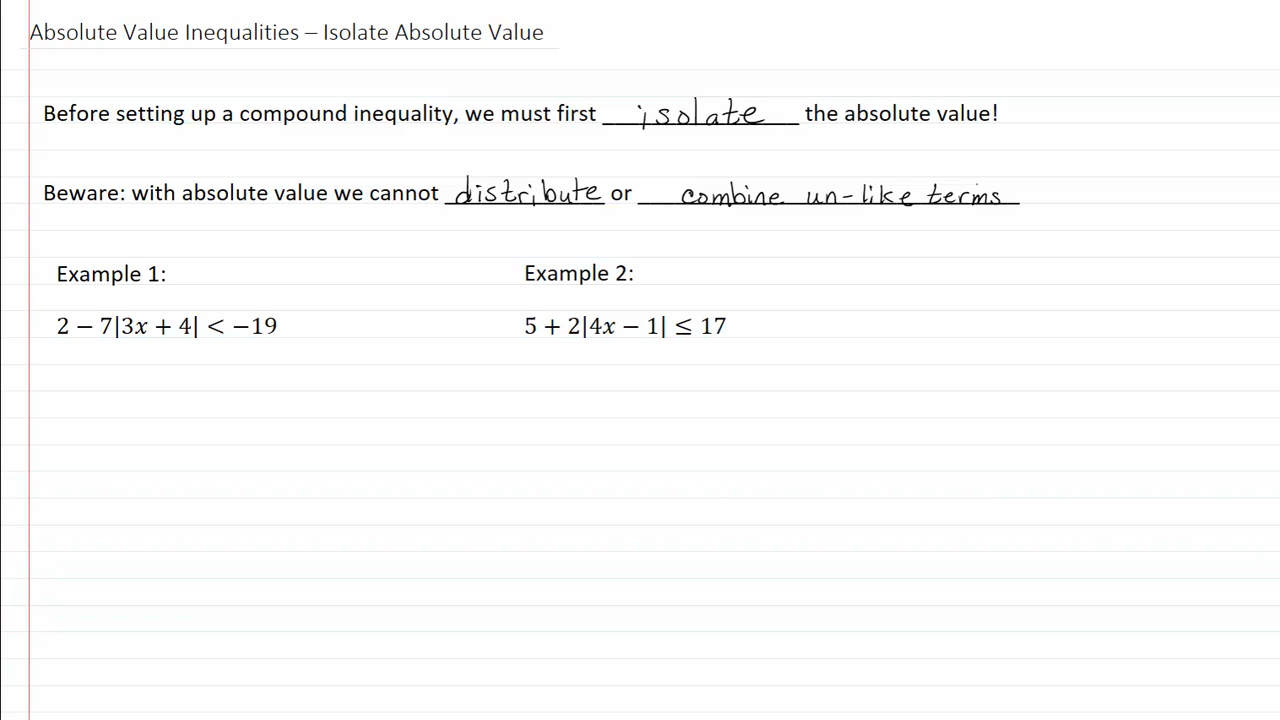 Absolute Value Inequalities – Isolate Absolute Value
Before setting up a compound inequality, we must first isolate the absolute value!
Beware: with absolute value we cannot distribute or combine un-like terms
Example 1: Example 2:
2 − 7|3x + 4| < −19 5 + 2|4x − 1| ≤ 17